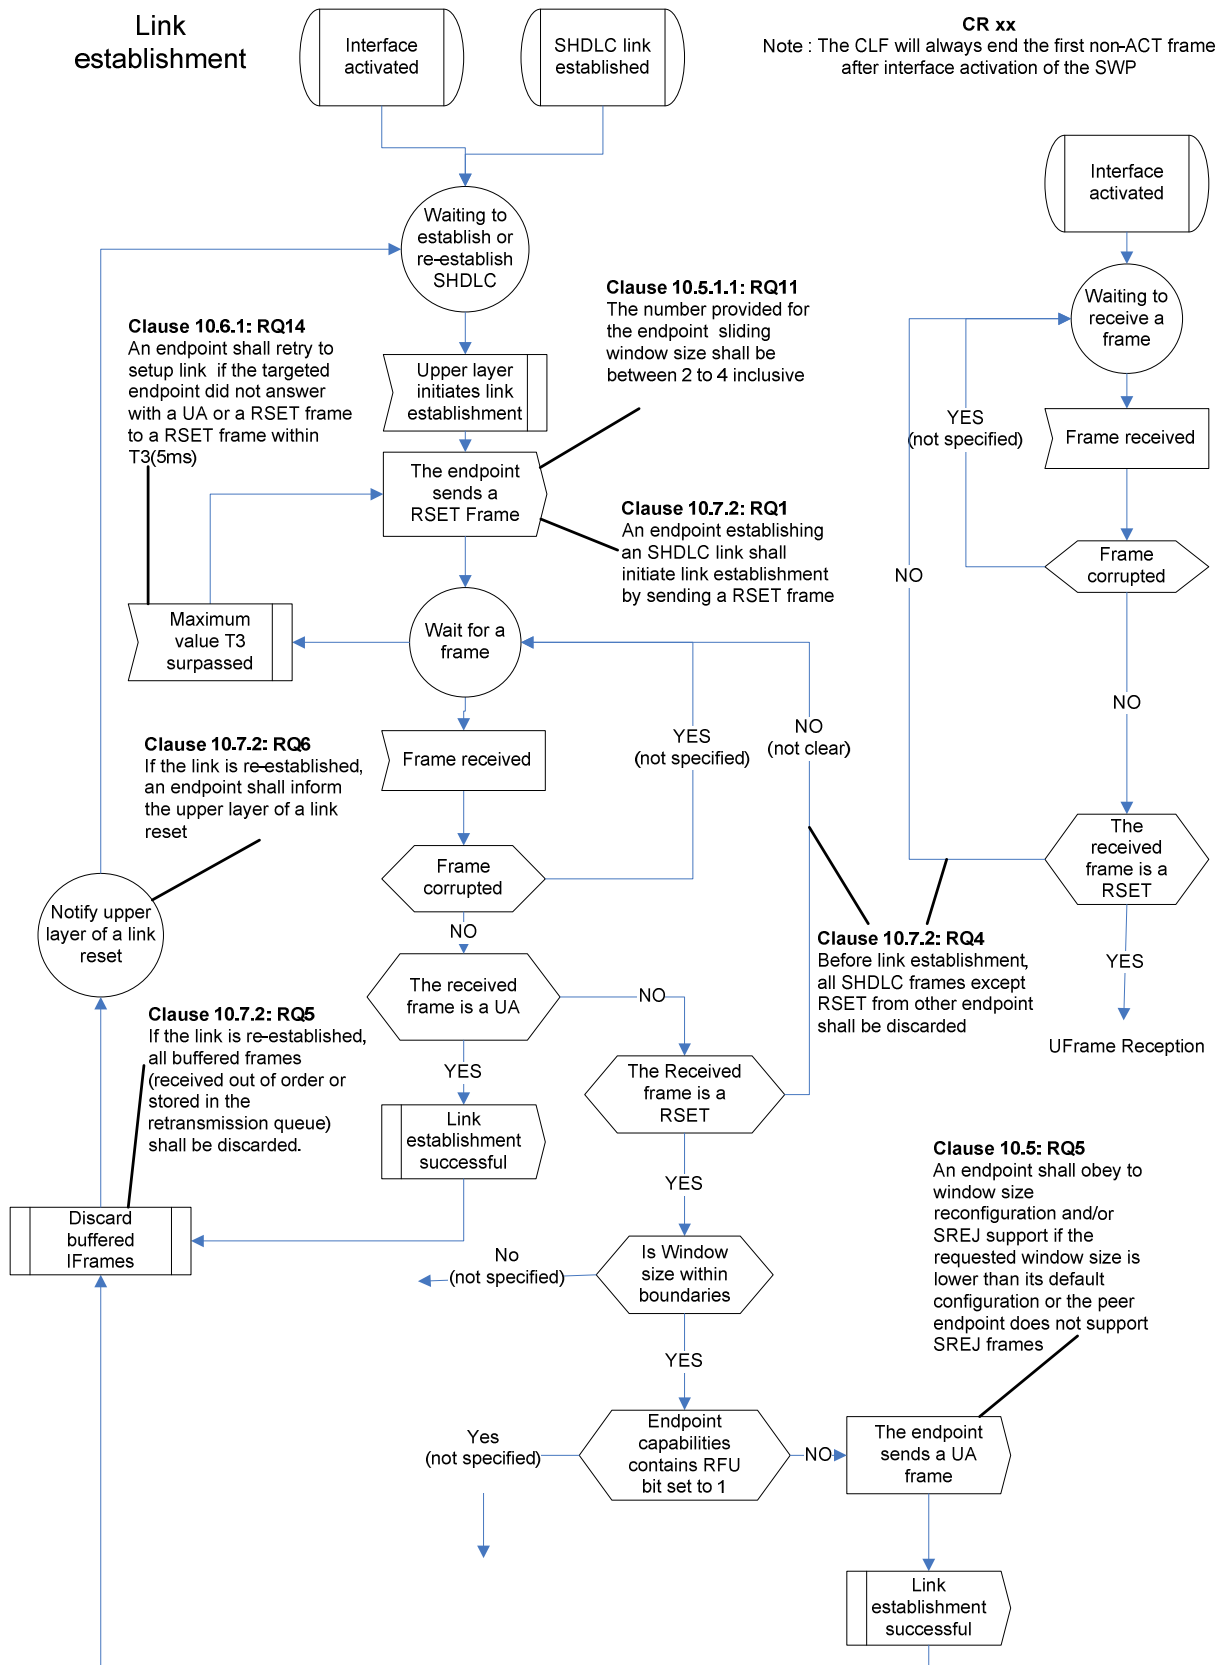 Link
establishment
Interface
activated
SHDLC link
established
CR xx
Note : The CLF will always end the first non-ACT frame
after interface activation of the SWP
Interface
activated
Waiting to
establish or
re-establish
SHDLC
Waiting to
receive a
frame
Clause 10.5.1.1: RQ11
The number provided for
the endpoint sliding
window size shall be
between 2 to 4 inclusive
Clause 10.6.1: RQ14
An endpoint shall retry to
setup link if the targeted
endpoint did not answer
with a UA or a RSET frame
to a RSET frame within
T3(5ms)
Upper layer
initiates link
establishment
YES
(not specified)
Frame received
The endpoint
sends a
RSET Frame
Clause 10.7.2: RQ1
An endpoint establishing
an SHDLC link shall
initiate link establishment
by sending a RSET frame
NO
Frame
corrupted
Maximum
value T3
surpassed
Wait for a
frame
NO
NO
(not clear)
YES
(not specified)
Clause 10.7.2: RQ6
If the link is re-established,
an endpoint shall inform
the upper layer of a link
reset
Frame received
The
received
frame is a
RSET
Frame
corrupted
Notify upper
layer of a link
reset
NO
Clause 10.7.2: RQ4
Before link establishment,
all SHDLC frames except
RSET from other endpoint
shall be discarded
YES
The received
frame is a UA
NO
UFrame Reception
Clause 10.7.2: RQ5
If the link is re-established,
all buffered frames
(received out of order or
stored in the
retransmission queue)
shall be discarded.
YES
The Received
frame is a
RSET
Link
establishment
successful
Clause 10.5: RQ5
An endpoint shall obey to
window size
reconfiguration and/or
SREJ support if the
requested window size is
lower than its default
configuration or the peer
endpoint does not support
SREJ frames
YES
Discard
buffered
IFrames
No
(not specified)
Is Window
size within
boundaries
YES
Yes
(not specified)
Endpoint
capabilities
contains RFU
bit set to 1
NO
The endpoint
sends a UA
frame
Link
establishment
successful